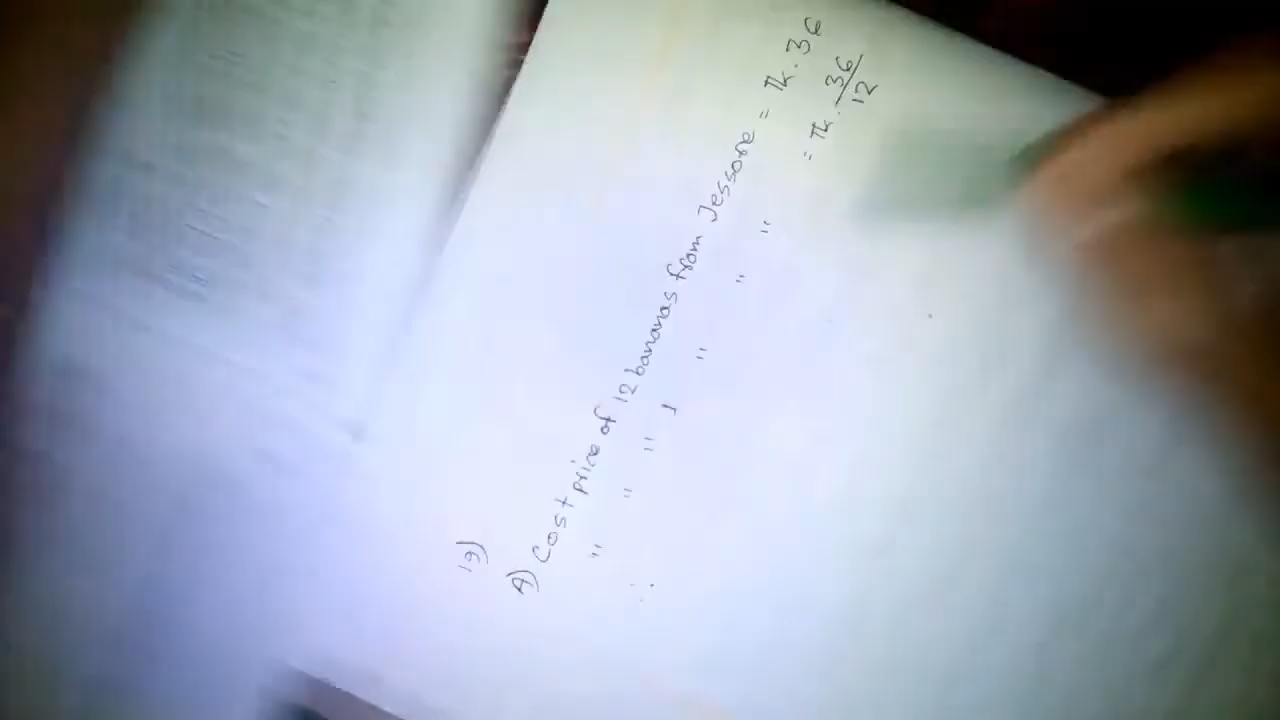 19)
A) Cost price of 12 bananas from Jessore = Tk. 36
" " " 1 " " " = Tk. 36/12
∴